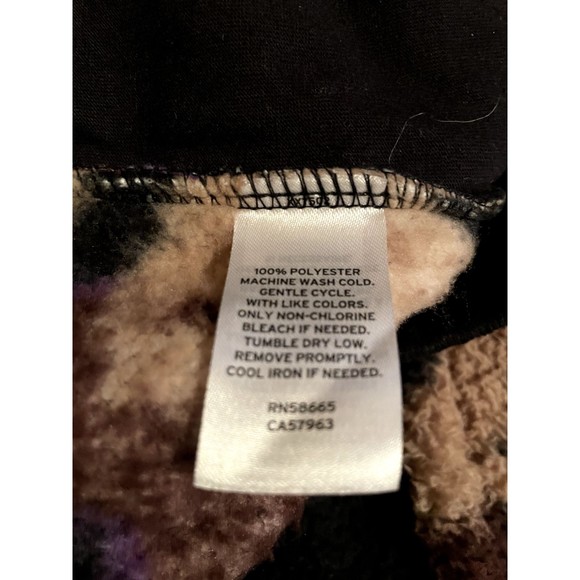 100% POLYESTER
MACHINE WASH COLD.
GENTLE CYCLE.
WITH LIKE COLORS.
ONLY NON-CHLORINE
BLEACH IF NEEDED.
TUMBLE DRY LOW.
REMOVE PROMPTLY.
COOL IRON IF NEEDED.
RN58665
CA57963